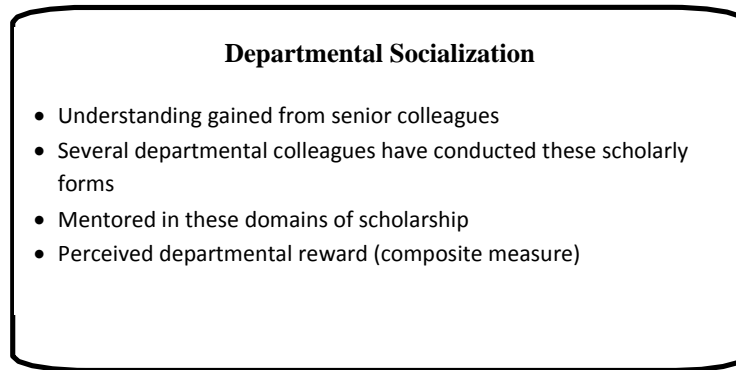 Departmental Socialization
• Understanding gained from senior colleagues
• Several departmental colleagues have conducted these scholarly
forms
• Mentored in these domains of scholarship
• Perceived departmental reward (composite measure)